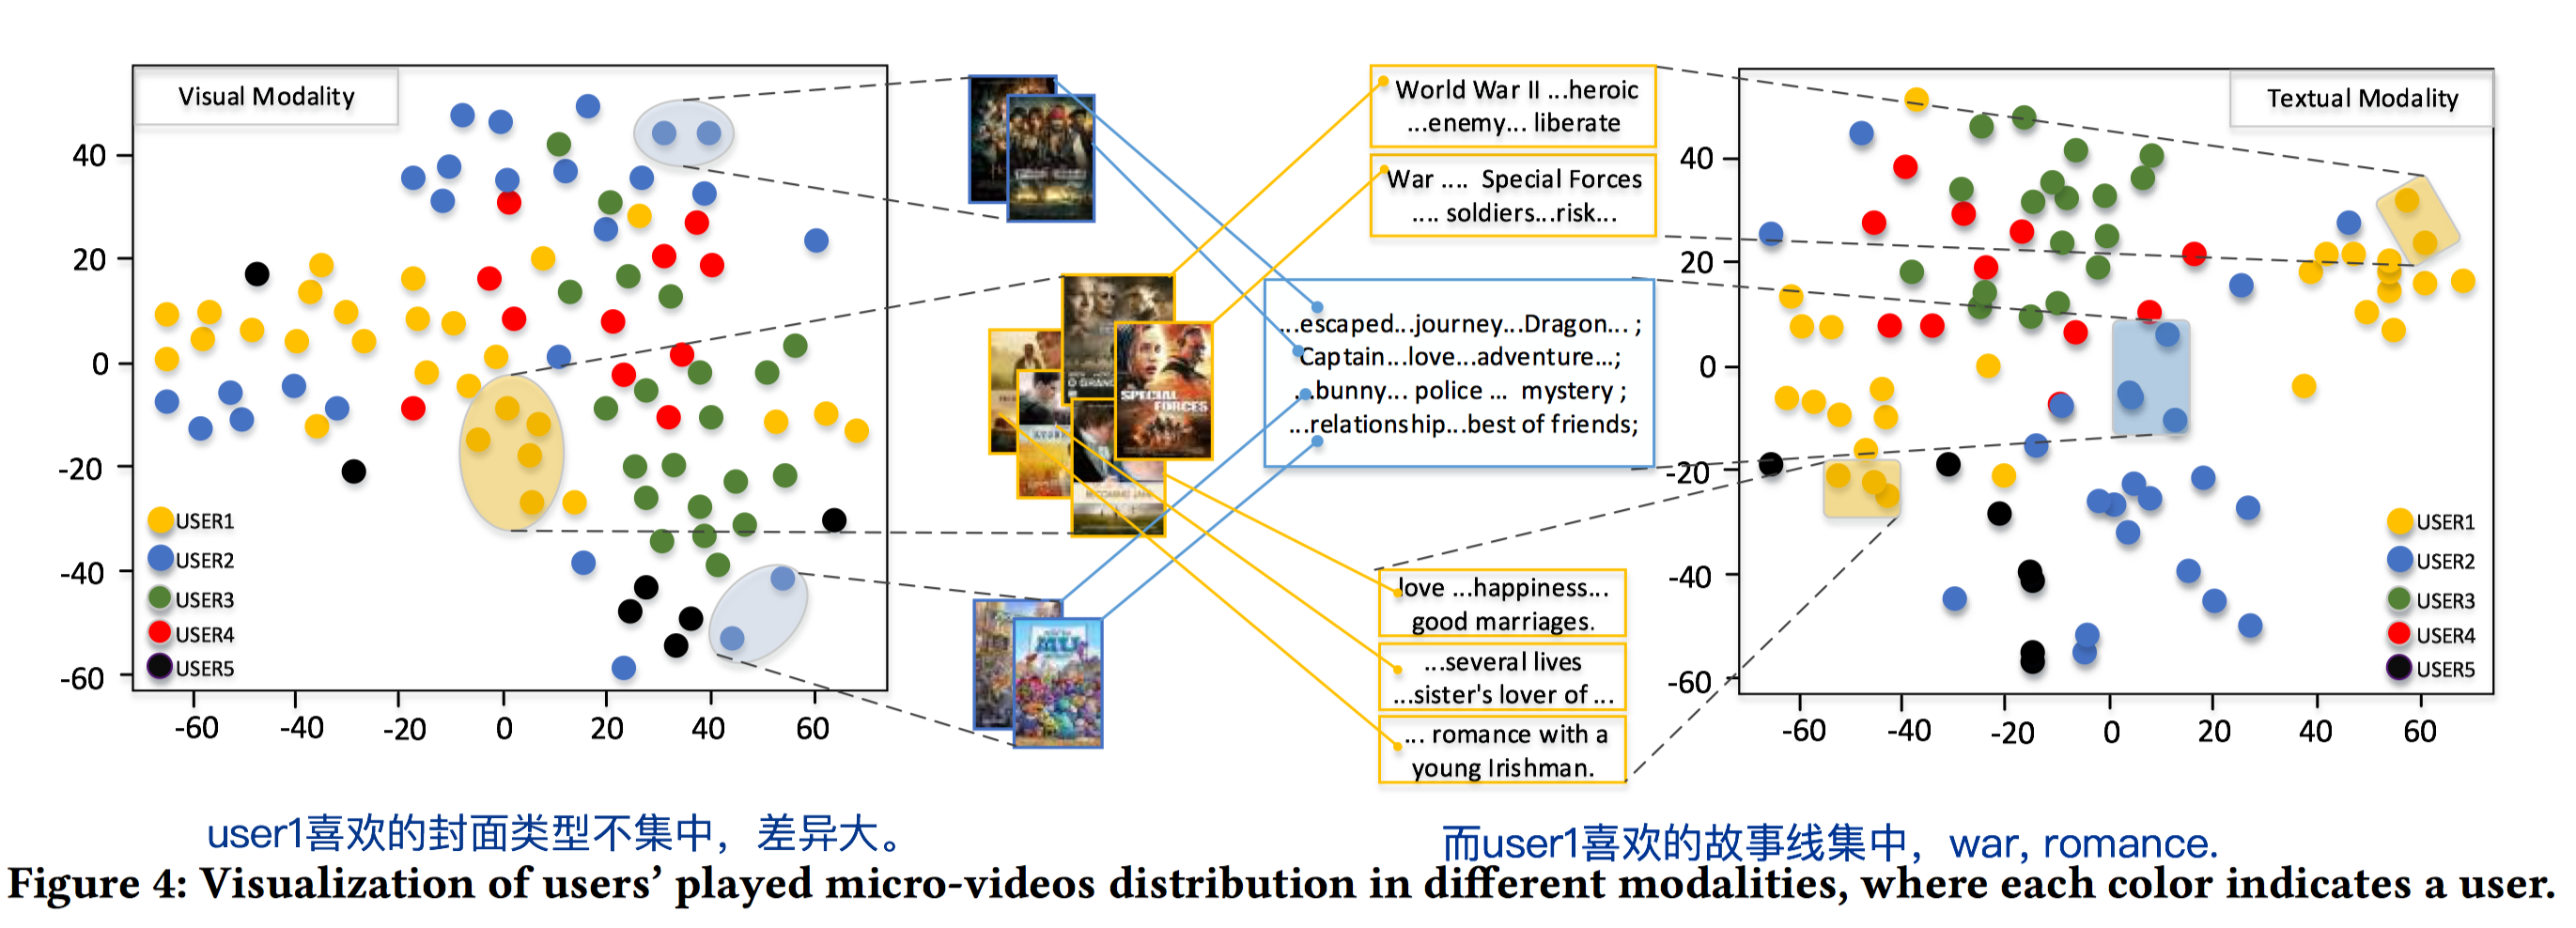 Visual Modality
40
20
0
-20
-40
-60
USER1
USER2
USER3
USER4
USER5
-60 -40 -20 0 20 40 60
SPECIAL
FORCES
MU
World War II ...heroic
...enemy... liberate
War .... Special Forces
.... soldiers...risk...
...escaped...journey...Dragon... ;
Captain...love...adventure...;
...bunny... police ... mystery ;
...relationship...best of friends;
love ...happiness...
good marriages.
...several lives
...sister's lover of ...
... romance with a
young Irishman.
Textual Modality
40
20
0
-20
-40
-60
USER1
USER2
USER3
USER4
USER5
-60 -40 -20 0 20 40 60
user1喜欢的封面类型不集中，差异大。
而user1喜欢的故事线集中，war, romance.
Figure 4: Visualization of users’ played micro-videos distribution in different modalities, where each color indicates a user.